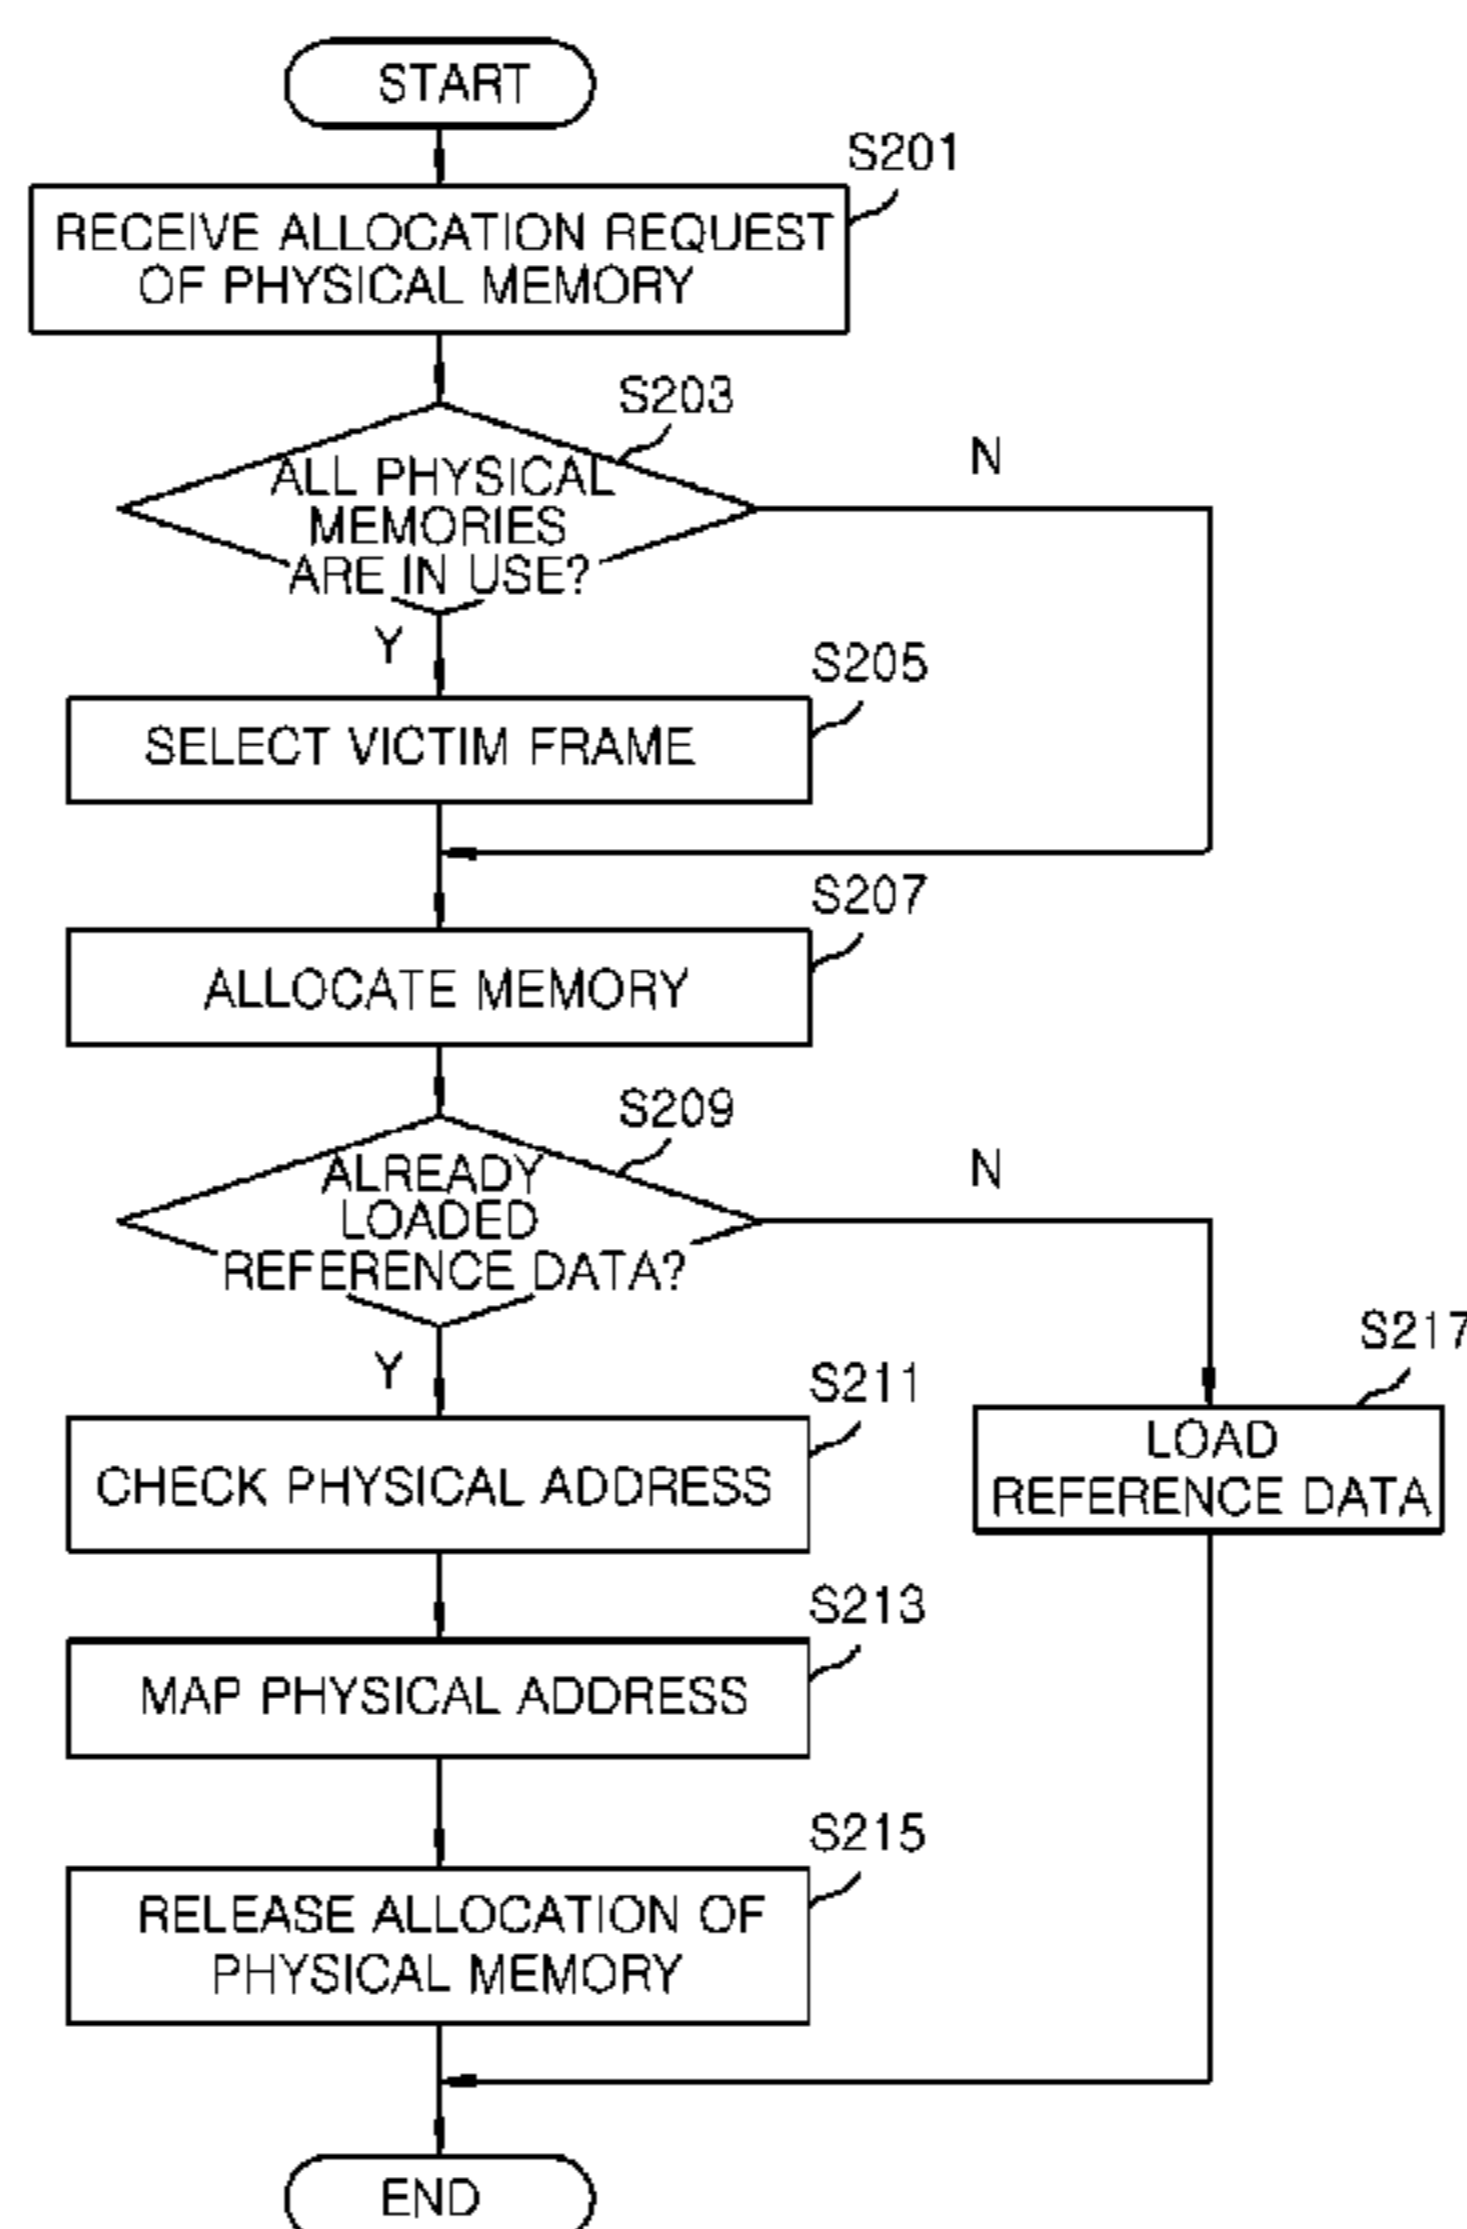 START
S201
RECEIVE ALLOCATION REQUEST
OF PHYSICAL MEMORY
S203
ALL PHYSICAL
MEMORIES
ARE IN USE?
N
Y
S205
SELECT VICTIM FRAME
S207
ALLOCATE MEMORY
S209
ALREADY
LOADED
REFERENCE DATA?
N
Y
S211
CHECK PHYSICAL ADDRESS
S217
LOAD
REFERENCE DATA
S213
MAP PHYSICAL ADDRESS
S215
RELEASE ALLOCATION OF
PHYSICAL MEMORY
END